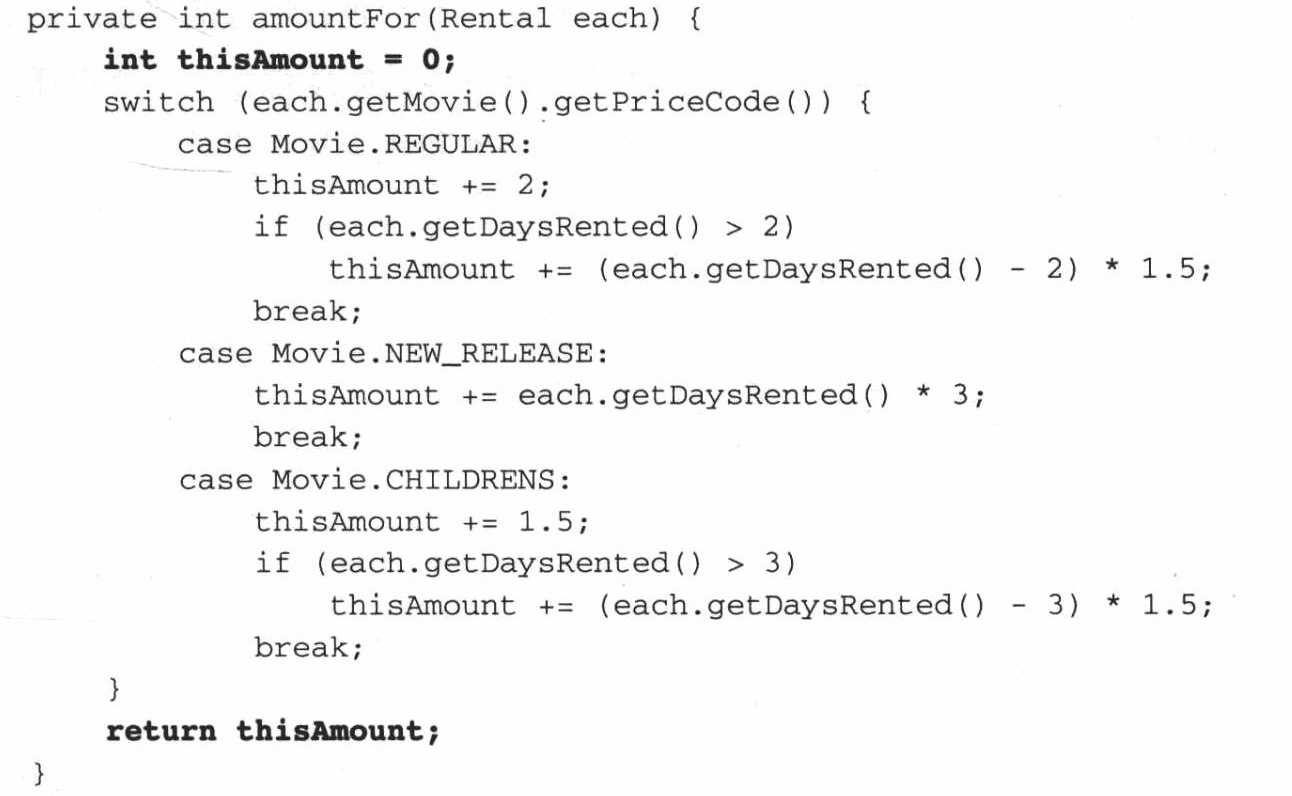 private int amountFor(Rental each) {
    int thisAmount = 0;
    switch (each.getMovie().getPriceCode()) {
        case Movie.REGULAR:
            thisAmount += 2;
            if (each.getDaysRented() > 2)
                thisAmount += (each.getDaysRented() - 2) * 1.5;
            break;
        case Movie.NEW_RELEASE:
            thisAmount += each.getDaysRented() * 3;
            break;
        case Movie.CHILDRENS:
            thisAmount += 1.5;
            if (each.getDaysRented() > 3)
                thisAmount += (each.getDaysRented() - 3) * 1.5;
            break;
    }
    return thisAmount;
}